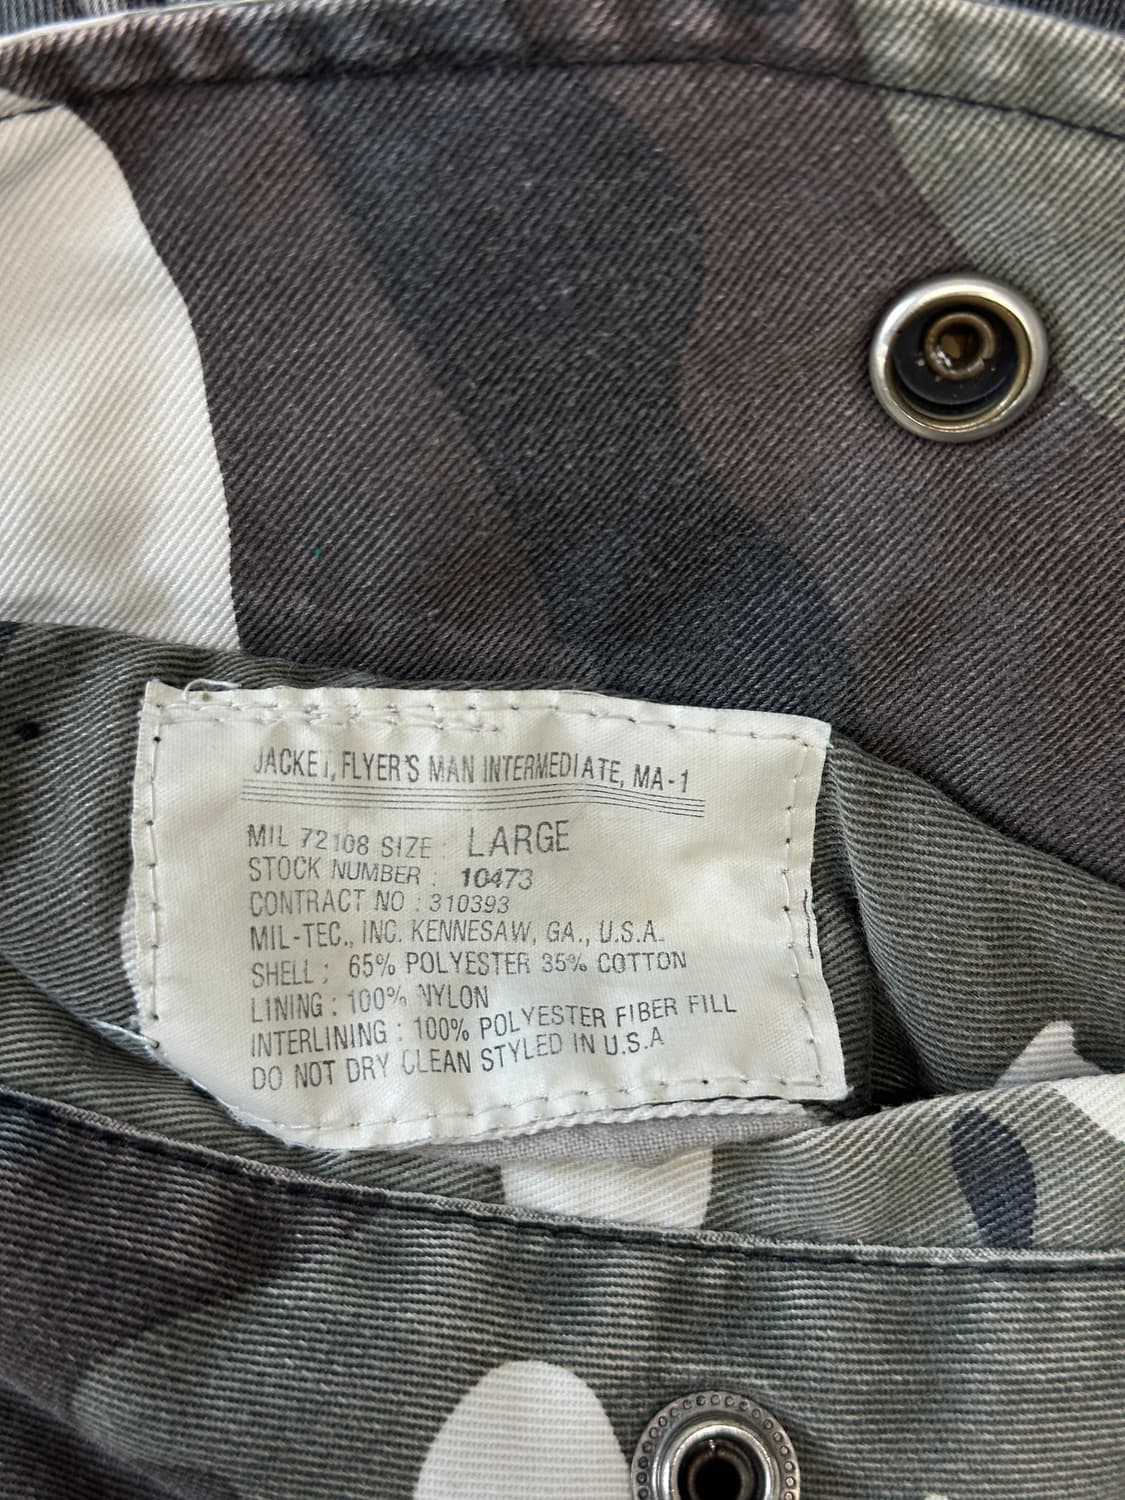 JACKET, FLYER'S MAN INTERMEDIATE, MA-1
MIL 72108 SIZE : LARGE
STOCK NUMBER : 10473
CONTRACT NO : 310393
MIL-TEC., INC. KENNESAW, GA., U.S.A.
SHELL : 65% POLYESTER 35% COTTON
LINING : 100% NYLON
INTERLINING : 100% POLYESTER FIBER FILL
DO NOT DRY CLEAN STYLED IN U.S.A